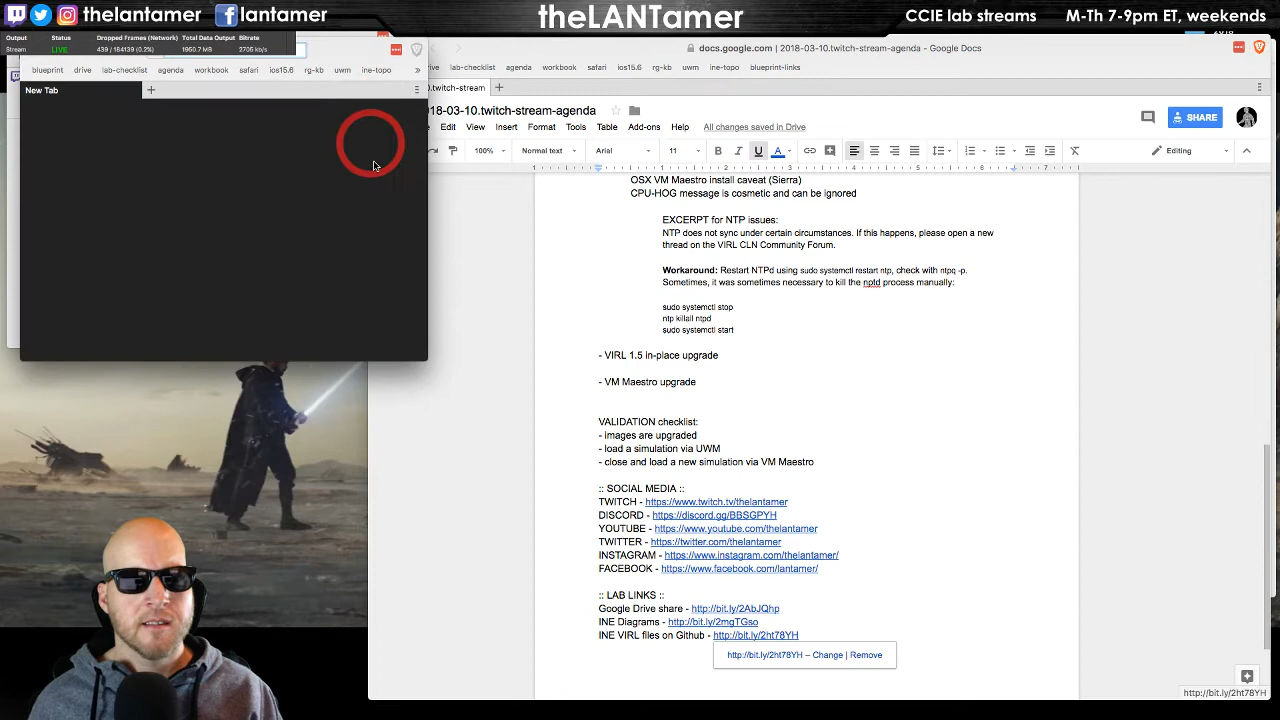 thelantamer lantamer
theLANTamer
CCIE lab streams M-Th 7-9pm ET, weekends
Output Dropped Frames (Network) Total Data Output Bitrate
Stream LIVE 439 / 184139 (0.2%) 1950.7 MB 2705 kb/s
blueprint drive lab-checklist agenda workbook safari ios15.6 rg-kb uwm ine-topo »
New Tab +
docs.google.com | 2018-03-10.twitch-stream-agenda - Google Docs
lab-checklist agenda workbook safari ios15.6 rg-kb uwm ine-topo blueprint-links
0.twitch-stream +
018-03-10.twitch-stream-agenda
SHARE
Edit View Insert Format Tools Table Add-ons Help All changes saved in Drive
100% Normal text Arial 11 B I U A Editing
1 1 2 3 4 5 6 7
OSX VM Maestro install caveat (Sierra)
CPU-HOG message is cosmetic and can be ignored
EXCERPT for NTP issues:
NTP does not sync under certain circumstances. If this happens, please open a new
thread on the VIRL CLN Community Forum.
Workaround: Restart NTPd using sudo systemctl restart ntp, check with ntpq -p.
Sometimes, it was sometimes necessary to kill the nptd process manually:
sudo systemctl stop
ntp killall ntpd
sudo systemctl start
- VIRL 1.5 in-place upgrade
- VM Maestro upgrade
VALIDATION checklist:
- images are upgraded
- load a simulation via UWM
- close and load a new simulation via VM Maestro
:: SOCIAL MEDIA ::
TWITCH - https://www.twitch.tv/thelantamer
DISCORD - https://discord.gg/BBSGPYH
YOUTUBE - https://www.youtube.com/thelantamer
TWITTER - https://twitter.com/thelantamer
INSTAGRAM - https://www.instagram.com/thelantamer/
FACEBOOK - https://www.facebook.com/lantamer/
:: LAB LINKS ::
Google Drive share - http://bit.ly/2AbJQhp
INE Diagrams - http://bit.ly/2mgTGso
INE VIRL files on Github - http://bit.ly/2ht78YH
http://bit.ly/2ht78YH – Change | Remove
http://bit.ly/2ht78YH